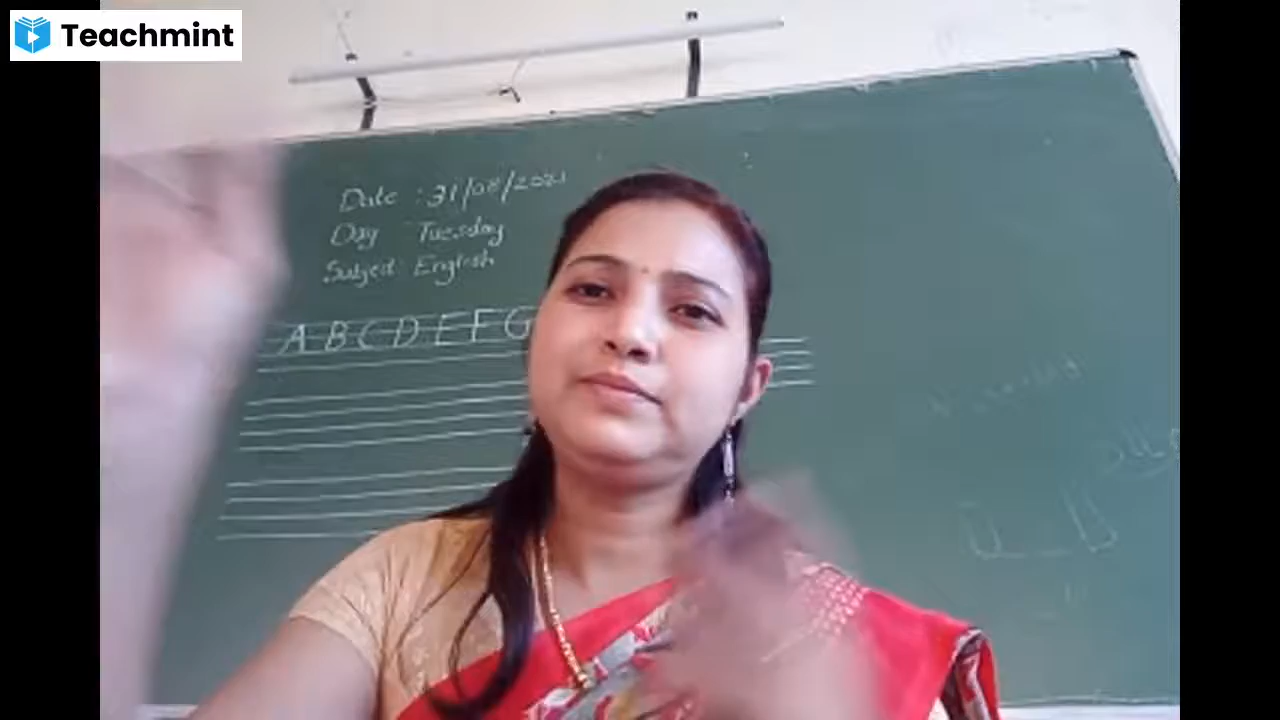 Teachmint
Date : 31/08/2021
Day : Tuesday
Subject : English
A B C D E F G